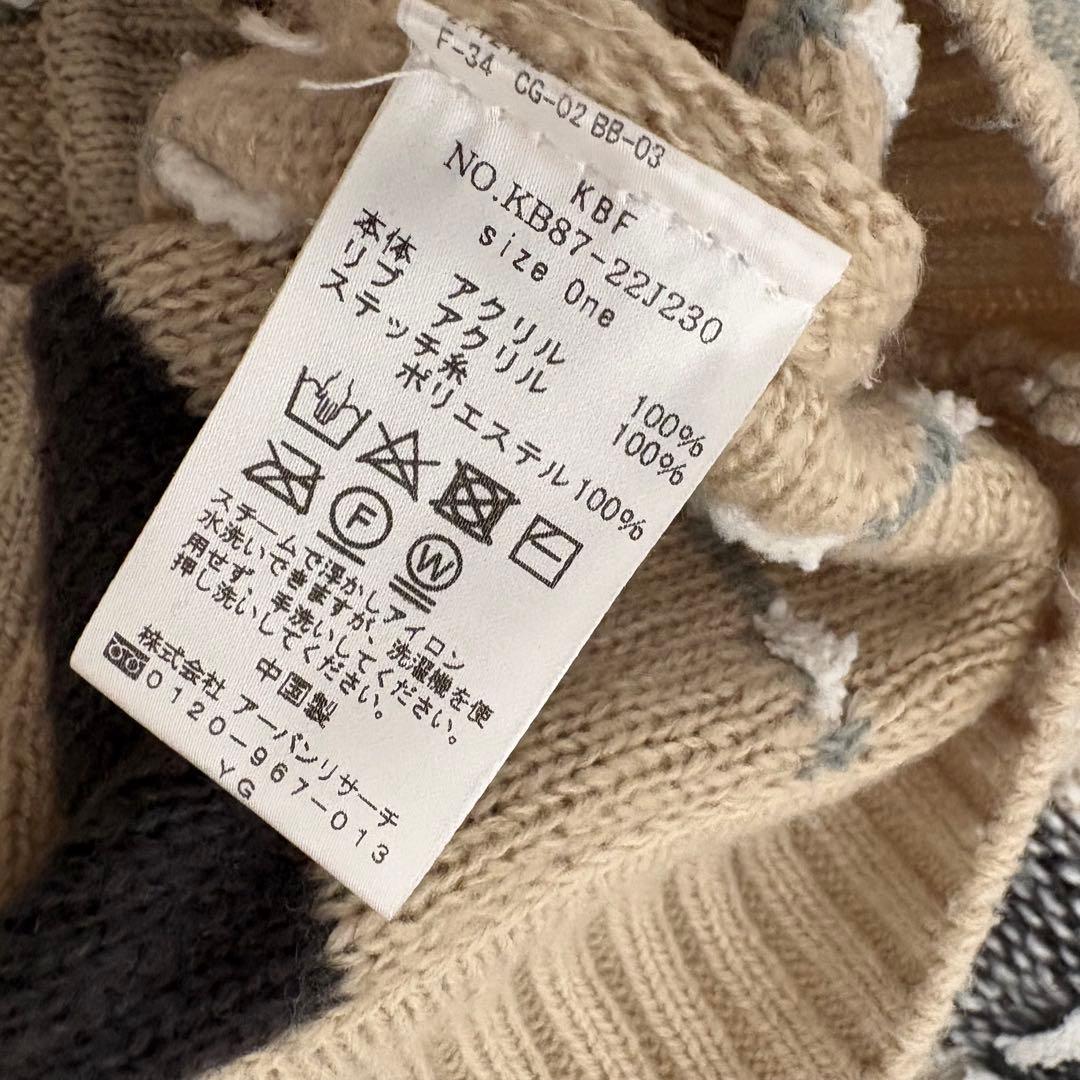 F-34 CG-02 BB-03
KBF
NO.KB87-22J230
size One
本体 アクリル 100%
リブ アクリル 100%
ステッチ糸
ポリエステル 100%
F
W
スチームで浮かしアイロン
水洗いできますが、洗濯機を使
用せず、手洗いしてください。
押し洗いしてください。
中国製
株式会社 アーバンリサーチ
0120-967-013
YG